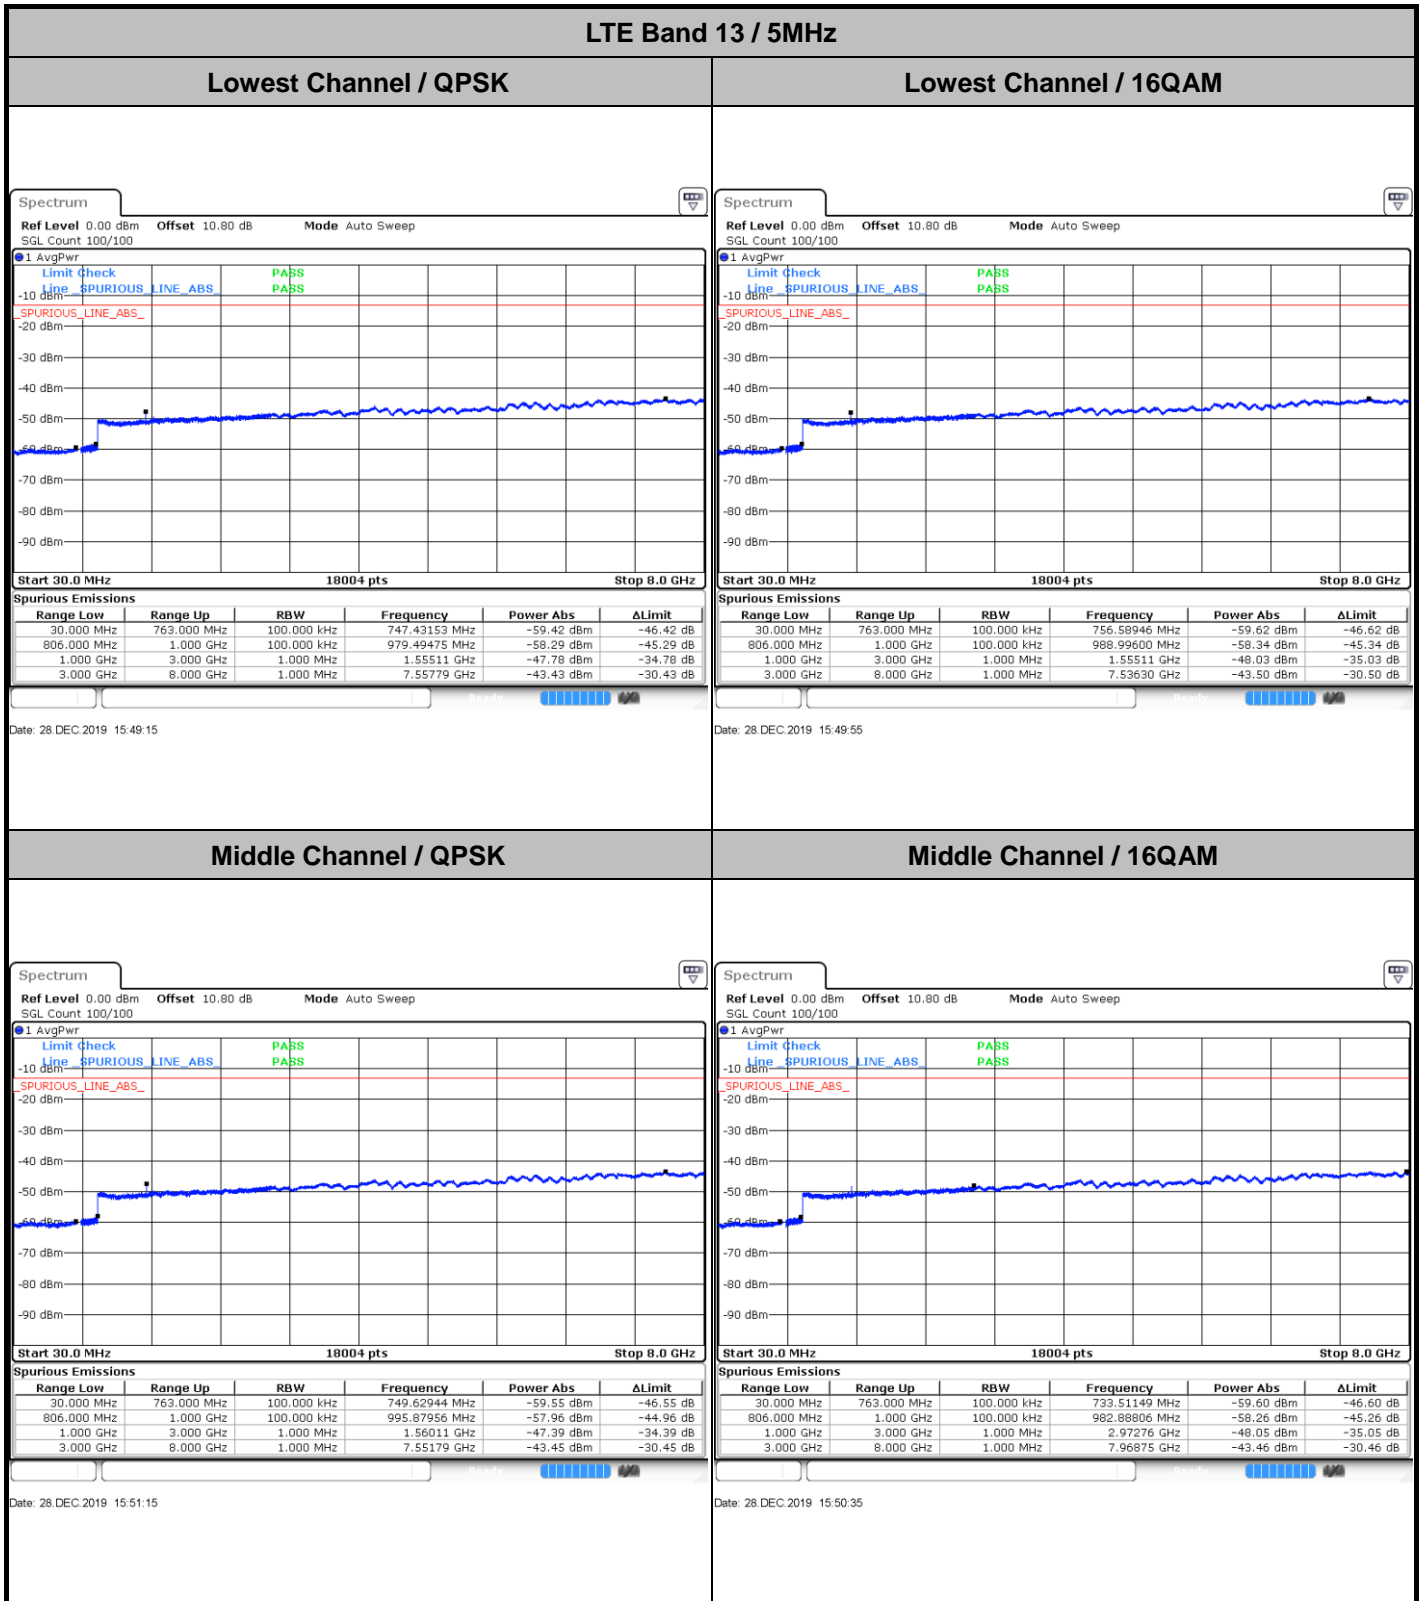 LTE Band 13 / 5MHz
Lowest Channel / QPSK
Lowest Channel / 16QAM
Spectrum
Ref Level 0.00 dBm Offset 10.80 dB Mode Auto Sweep
SGL Count 100/100
1 AvgPwr
Limit Check PASS
Line _SPURIOUS_LINE_ABS_ PASS
-10 dBm
_SPURIOUS_LINE_ABS_
-20 dBm
-30 dBm
-40 dBm
-50 dBm
-60 dBm
-70 dBm
-80 dBm
-90 dBm
Start 30.0 MHz 18004 pts Stop 8.0 GHz
Spurious Emissions
Range Low Range Up RBW Frequency Power Abs ΔLimit
30.000 MHz 763.000 MHz 100.000 kHz 747.43153 MHz -59.42 dBm -46.42 dB
806.000 MHz 1.000 GHz 100.000 kHz 979.49475 MHz -58.29 dBm -45.29 dB
1.000 GHz 3.000 GHz 1.000 MHz 1.55511 GHz -47.78 dBm -34.78 dB
3.000 GHz 8.000 GHz 1.000 MHz 7.55779 GHz -43.43 dBm -30.43 dB
Date: 28.DEC.2019 15:49:15
Spectrum
Ref Level 0.00 dBm Offset 10.80 dB Mode Auto Sweep
SGL Count 100/100
1 AvgPwr
Limit Check PASS
Line _SPURIOUS_LINE_ABS_ PASS
-10 dBm
_SPURIOUS_LINE_ABS_
-20 dBm
-30 dBm
-40 dBm
-50 dBm
-60 dBm
-70 dBm
-80 dBm
-90 dBm
Start 30.0 MHz 18004 pts Stop 8.0 GHz
Spurious Emissions
Range Low Range Up RBW Frequency Power Abs ΔLimit
30.000 MHz 763.000 MHz 100.000 kHz 756.58946 MHz -59.62 dBm -46.62 dB
806.000 MHz 1.000 GHz 100.000 kHz 988.99600 MHz -58.34 dBm -45.34 dB
1.000 GHz 3.000 GHz 1.000 MHz 1.55511 GHz -48.03 dBm -35.03 dB
3.000 GHz 8.000 GHz 1.000 MHz 7.53630 GHz -43.50 dBm -30.50 dB
Date: 28.DEC.2019 15:49:55
Middle Channel / QPSK
Middle Channel / 16QAM
Spectrum
Ref Level 0.00 dBm Offset 10.80 dB Mode Auto Sweep
SGL Count 100/100
1 AvgPwr
Limit Check PASS
Line _SPURIOUS_LINE_ABS_ PASS
-10 dBm
_SPURIOUS_LINE_ABS_
-20 dBm
-30 dBm
-40 dBm
-50 dBm
-60 dBm
-70 dBm
-80 dBm
-90 dBm
Start 30.0 MHz 18004 pts Stop 8.0 GHz
Spurious Emissions
Range Low Range Up RBW Frequency Power Abs ΔLimit
30.000 MHz 763.000 MHz 100.000 kHz 749.62944 MHz -59.55 dBm -46.55 dB
806.000 MHz 1.000 GHz 100.000 kHz 995.87956 MHz -57.96 dBm -44.96 dB
1.000 GHz 3.000 GHz 1.000 MHz 1.56011 GHz -47.39 dBm -34.39 dB
3.000 GHz 8.000 GHz 1.000 MHz 7.55179 GHz -43.45 dBm -30.45 dB
Date: 28.DEC.2019 15:51:15
Spectrum
Ref Level 0.00 dBm Offset 10.80 dB Mode Auto Sweep
SGL Count 100/100
1 AvgPwr
Limit Check PASS
Line _SPURIOUS_LINE_ABS_ PASS
-10 dBm
_SPURIOUS_LINE_ABS_
-20 dBm
-30 dBm
-40 dBm
-50 dBm
-60 dBm
-70 dBm
-80 dBm
-90 dBm
Start 30.0 MHz 18004 pts Stop 8.0 GHz
Spurious Emissions
Range Low Range Up RBW Frequency Power Abs ΔLimit
30.000 MHz 763.000 MHz 100.000 kHz 733.51149 MHz -59.60 dBm -46.60 dB
806.000 MHz 1.000 GHz 100.000 kHz 982.88806 MHz -58.26 dBm -45.26 dB
1.000 GHz 3.000 GHz 1.000 MHz 2.97276 GHz -48.05 dBm -35.05 dB
3.000 GHz 8.000 GHz 1.000 MHz 7.96875 GHz -43.46 dBm -30.46 dB
Date: 28.DEC.2019 15:50:35